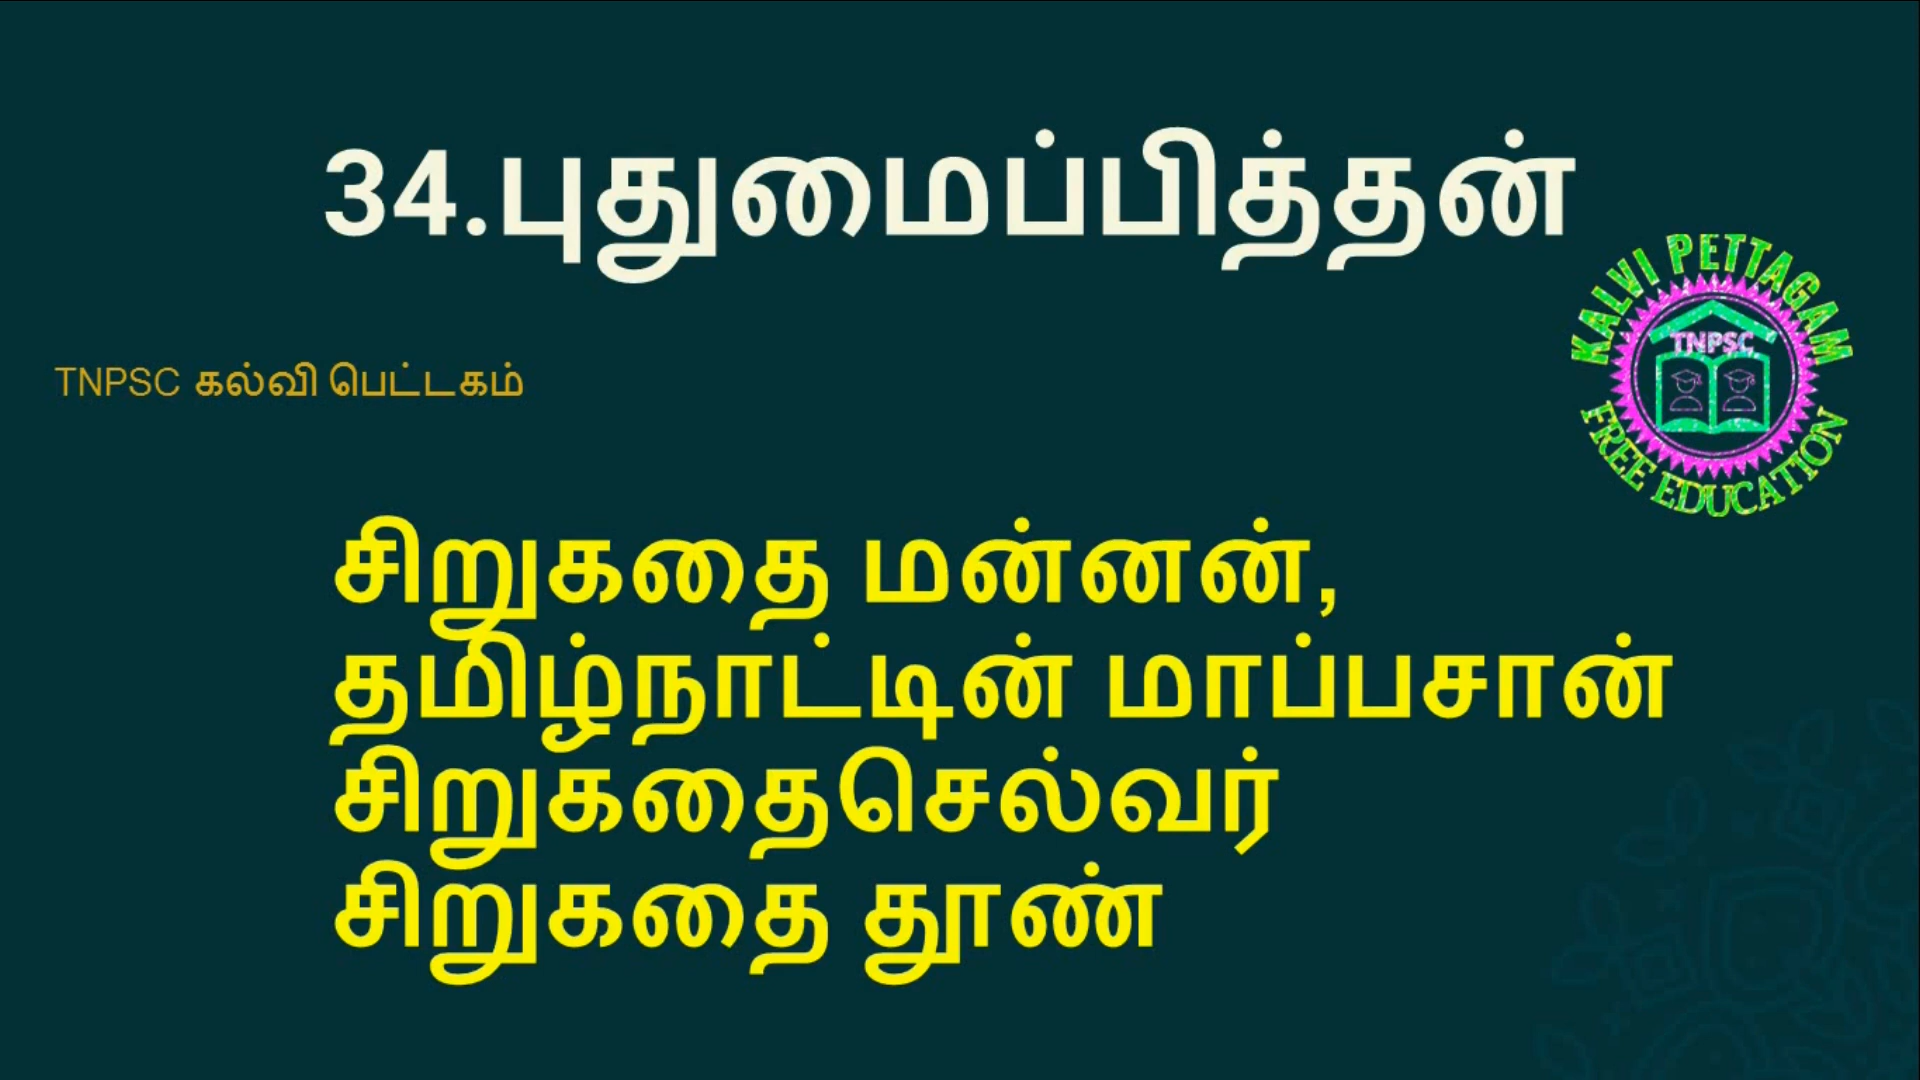 34.புதுமைப்பித்தன்
KALVI PETTAGAM
TNPSC
FREE EDUCATION
TNPSC கல்வி பெட்டகம்
சிறுகதை மன்னன்,
தமிழ்நாட்டின் மாப்பசான்
சிறுகதைசெல்வர்
சிறுகதை தூண்